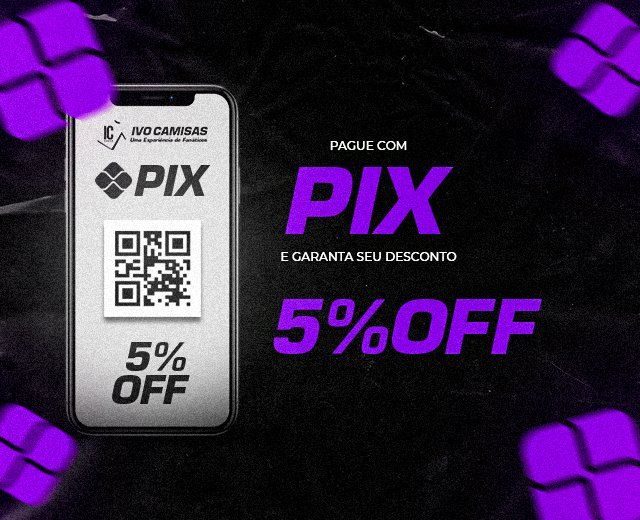 IC
IVO CAMISAS
Uma Experiência de Fanáticos
PIX
5%
OFF
PAGUE COM
PIX
E GARANTA SEU DESCONTO
5%OFF